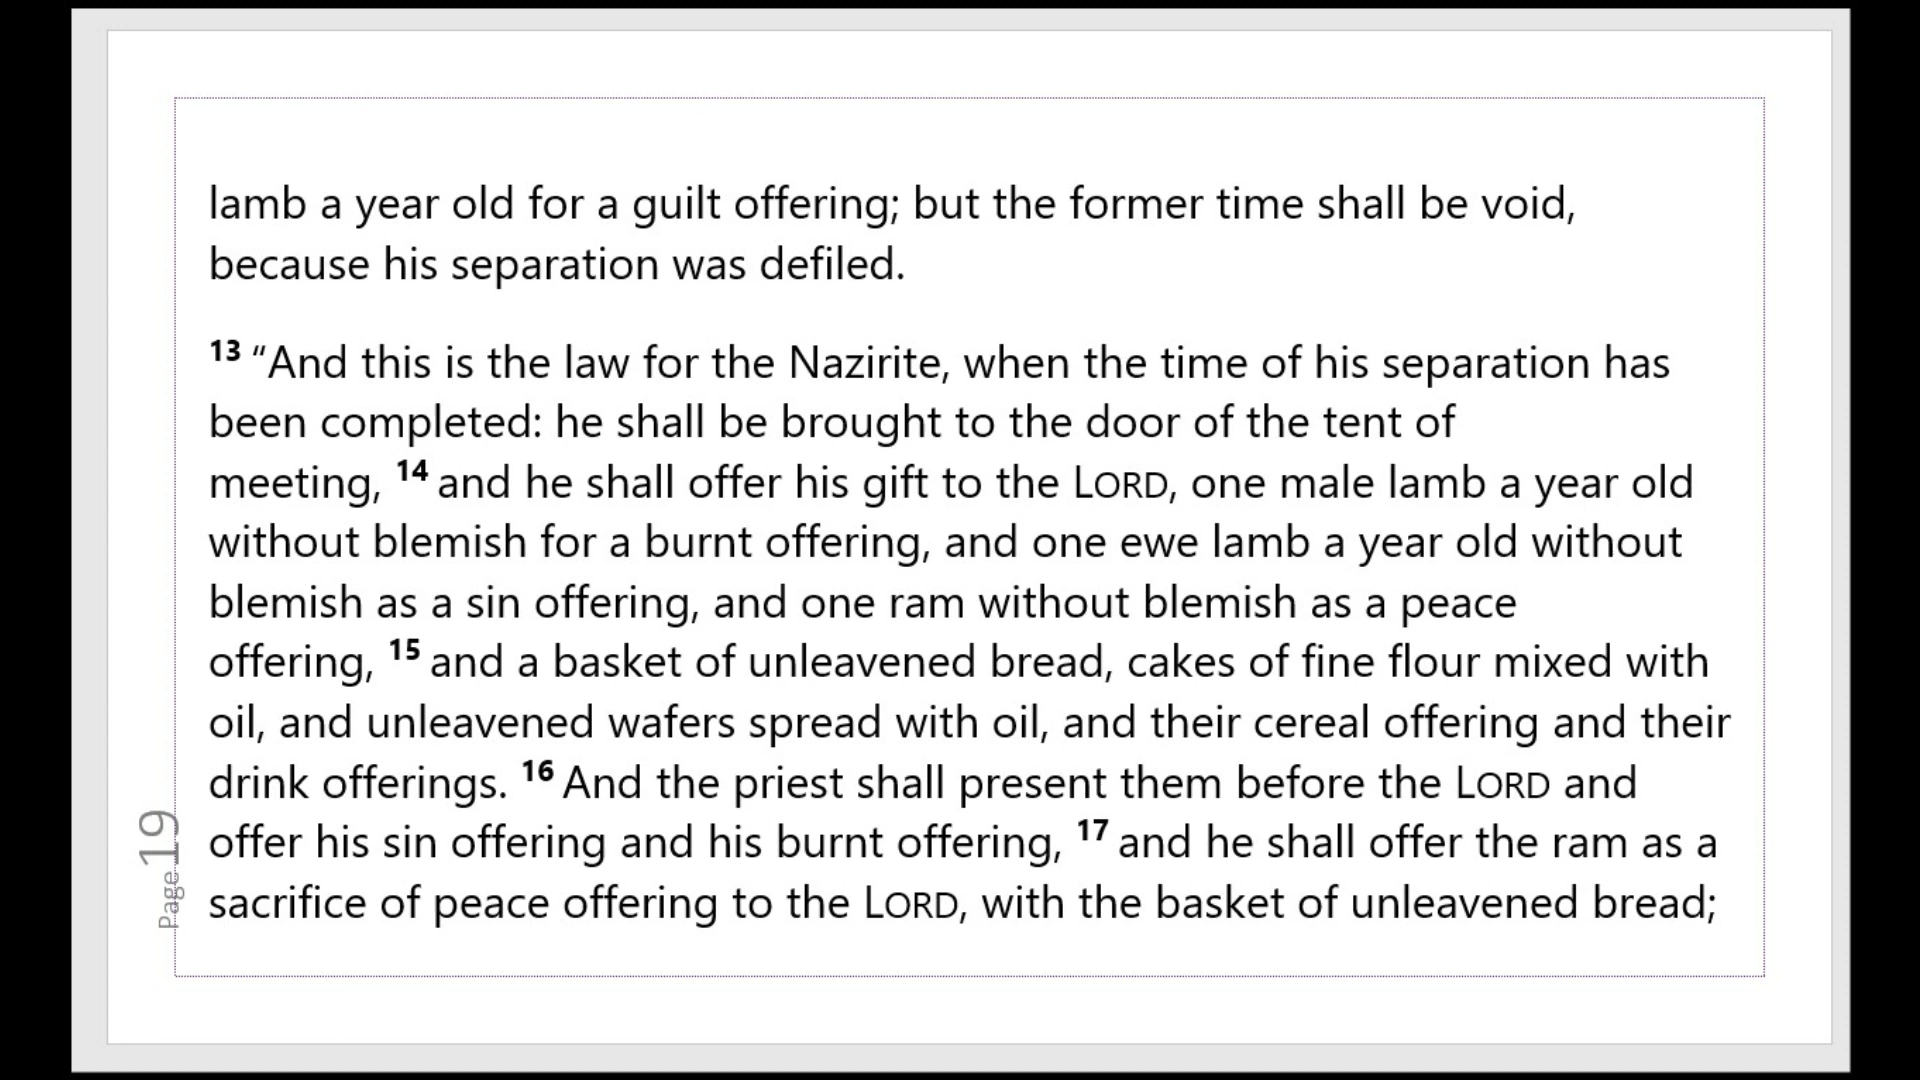 lamb a year old for a guilt offering; but the former time shall be void,
because his separation was defiled.
13 “And this is the law for the Nazirite, when the time of his separation has
been completed: he shall be brought to the door of the tent of
meeting, 14 and he shall offer his gift to the LORD, one male lamb a year old
without blemish for a burnt offering, and one ewe lamb a year old without
blemish as a sin offering, and one ram without blemish as a peace
offering, 15 and a basket of unleavened bread, cakes of fine flour mixed with
oil, and unleavened wafers spread with oil, and their cereal offering and their
drink offerings. 16 And the priest shall present them before the LORD and
offer his sin offering and his burnt offering, 17 and he shall offer the ram as a
sacrifice of peace offering to the LORD, with the basket of unleavened bread;
Page 19